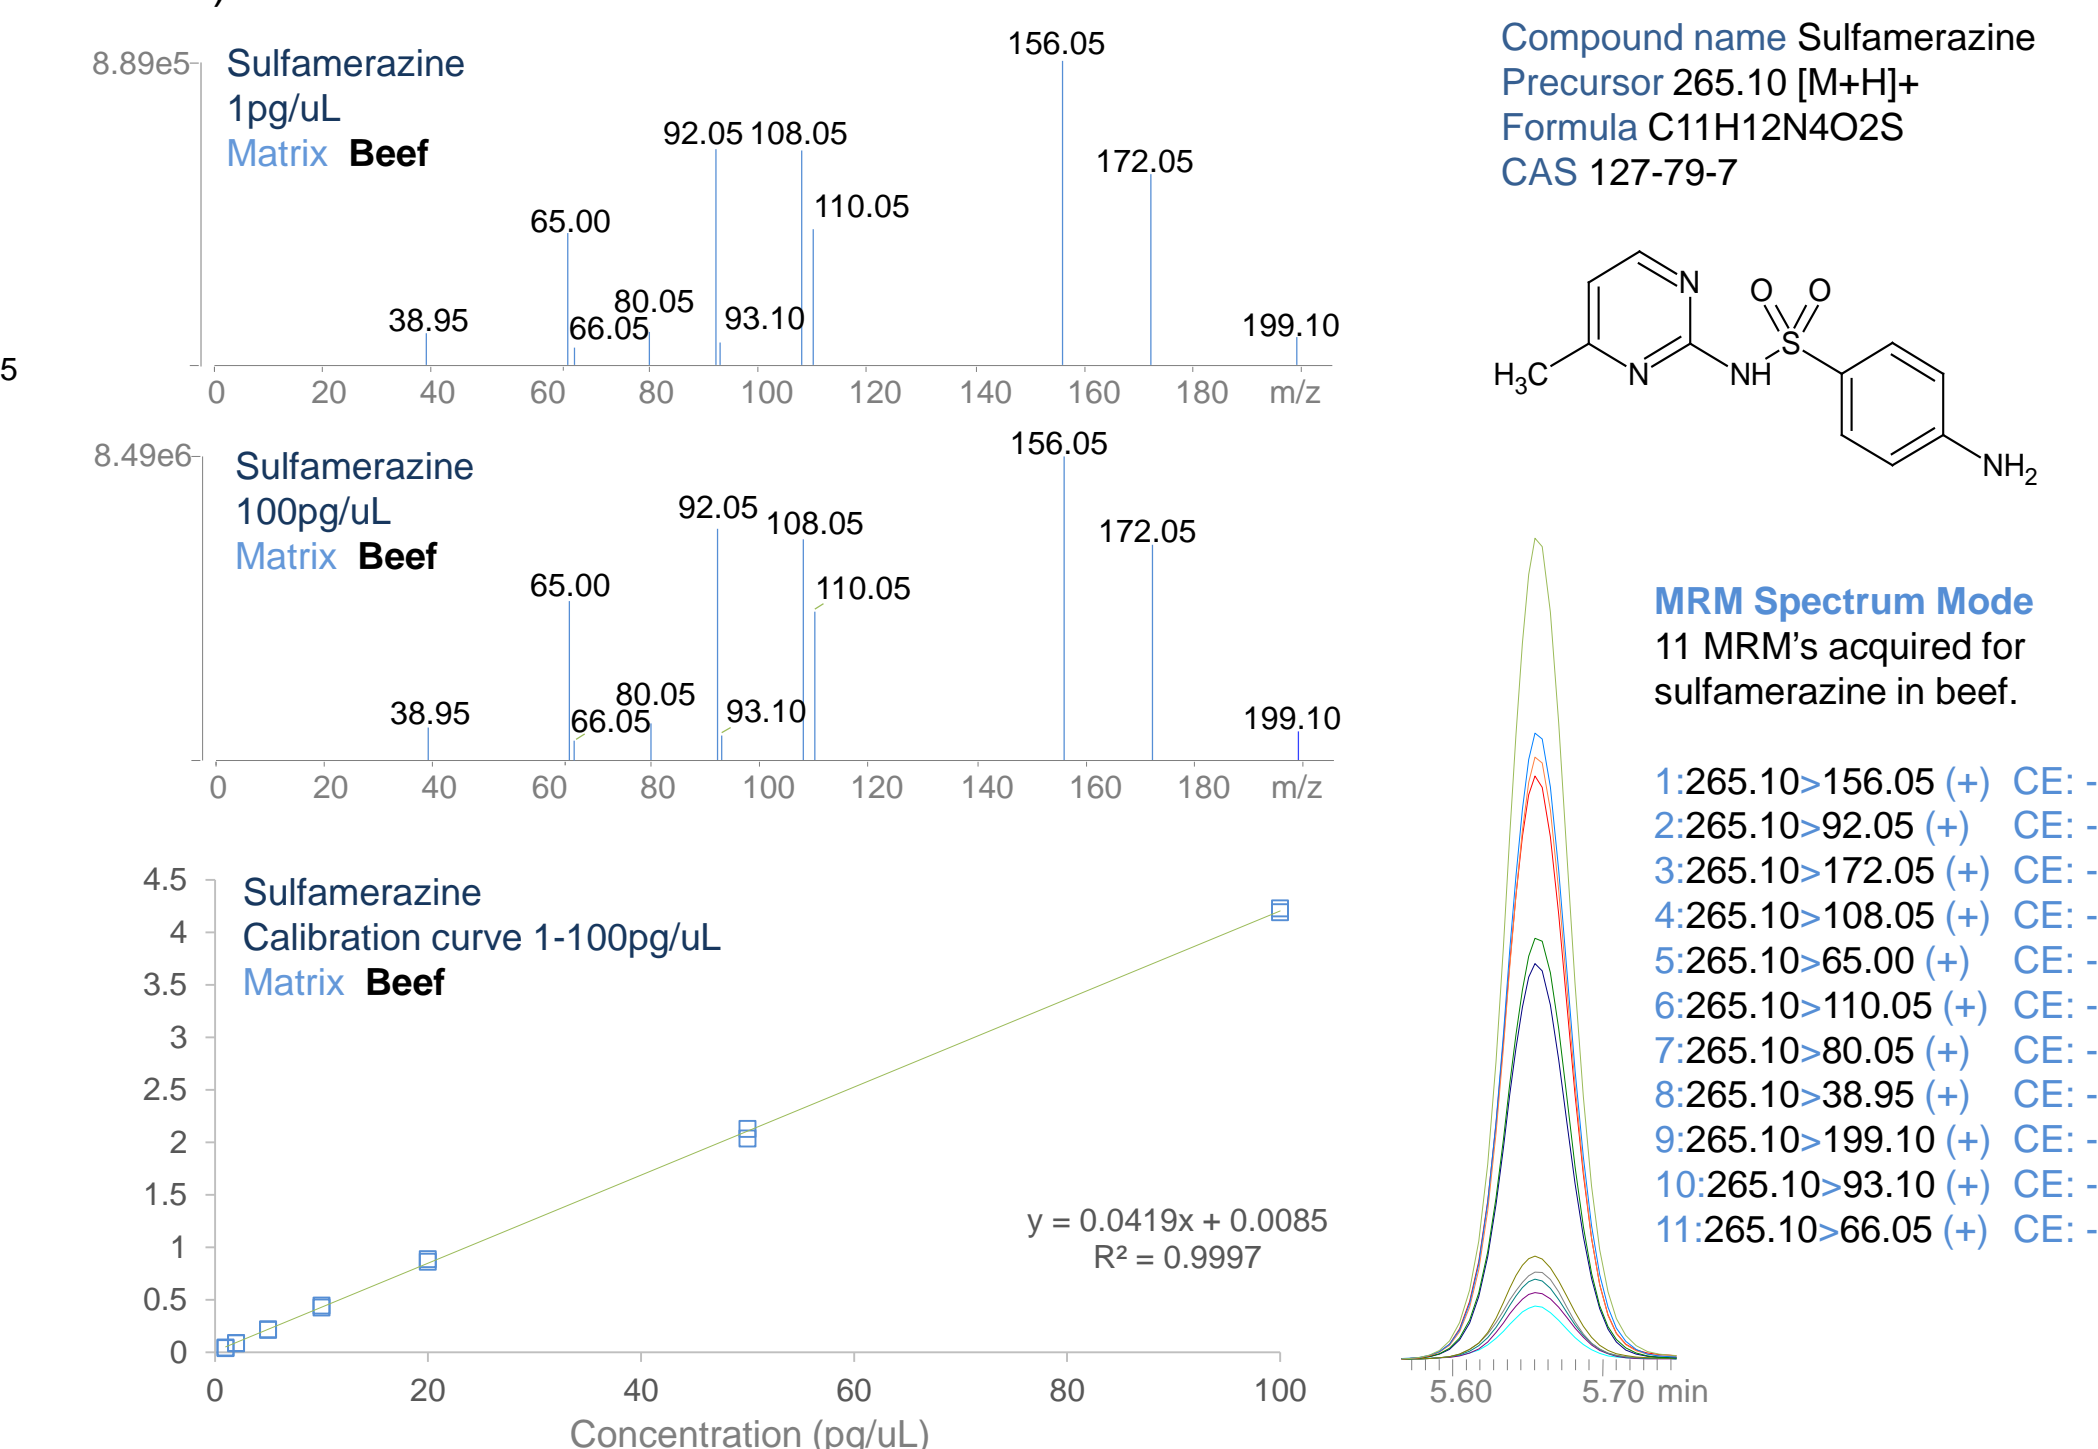 8.89e5
Sulfamerazine
1pg/uL
Matrix Beef
156.05
92.05
108.05
172.05
110.05
65.00
80.05
38.95
66.05
93.10
199.10
0 20 40 60 80 100 120 140 160 180 m/z
5
8.49e6
Sulfamerazine
100pg/uL
Matrix Beef
156.05
92.05
108.05
172.05
65.00
110.05
80.05
38.95
66.05
93.10
199.10
0 20 40 60 80 100 120 140 160 180 m/z
4.5
4
3.5
3
2.5
2
1.5
1
0.5
0
Sulfamerazine
Calibration curve 1-100pg/uL
Matrix Beef
y = 0.0419x + 0.0085
R² = 0.9997
0 20 40 60 80 100
Concentration (pg/uL)
Compound name Sulfamerazine
Precursor 265.10 [M+H]+
Formula C11H12N4O2S
CAS 127-79-7
N
O O
S
H3C
N
NH
NH2
MRM Spectrum Mode
11 MRM's acquired for
sulfamerazine in beef.
1:265.10>156.05 (+) CE: -
2:265.10>92.05 (+) CE: -
3:265.10>172.05 (+) CE: -
4:265.10>108.05 (+) CE: -
5:265.10>65.00 (+) CE: -
6:265.10>110.05 (+) CE: -
7:265.10>80.05 (+) CE: -
8:265.10>38.95 (+) CE: -
9:265.10>199.10 (+) CE: -
10:265.10>93.10 (+) CE: -
11:265.10>66.05 (+) CE: -
5.60 5.70 min